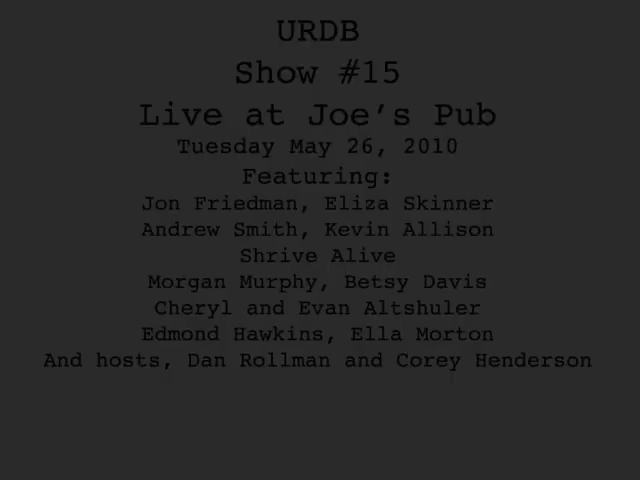 URDB
Show #15
Live at Joe’s Pub
Tuesday May 26, 2010
Featuring:
Jon Friedman, Eliza Skinner
Andrew Smith, Kevin Allison
Shrive Alive
Morgan Murphy, Betsy Davis
Cheryl and Evan Altshuler
Edmond Hawkins, Ella Morton
And hosts, Dan Rollman and Corey Henderson